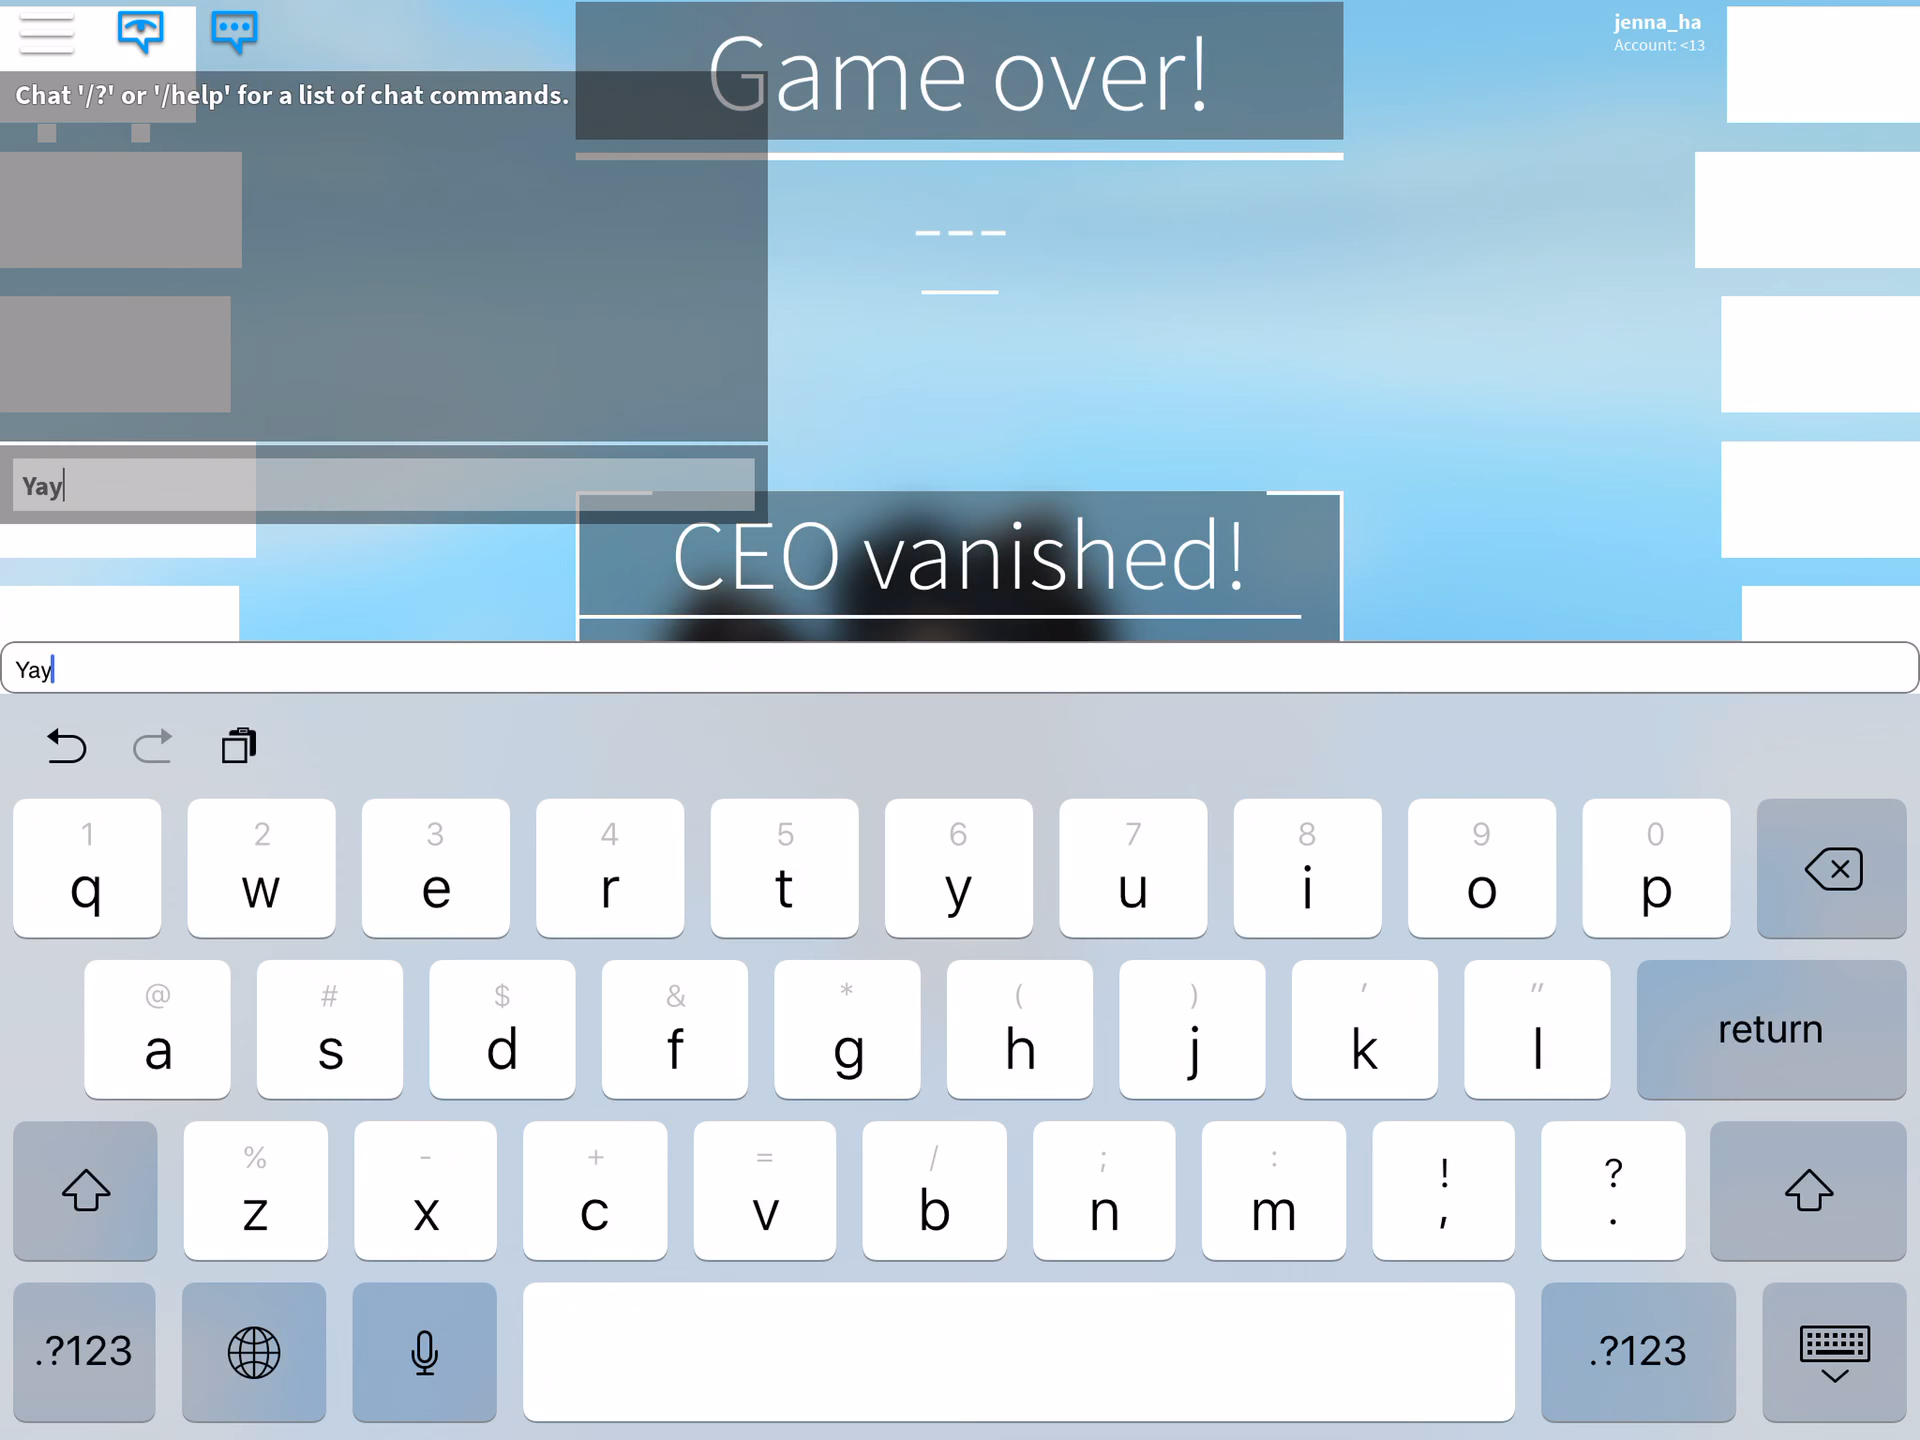 jenna_ha
Account: <13
Game over!
Chat '/?' or '/help' for a list of chat commands.
---
Yay
CEO vanished!
Yay
1 2 3 4 5 6 7 8 9 0
q w e r t y u i o p
@ # $ & * ( ) ' "
a s d f g h j k l return
% - + = / ; : ! ?
z x c v b n m , .
.?123 .?123